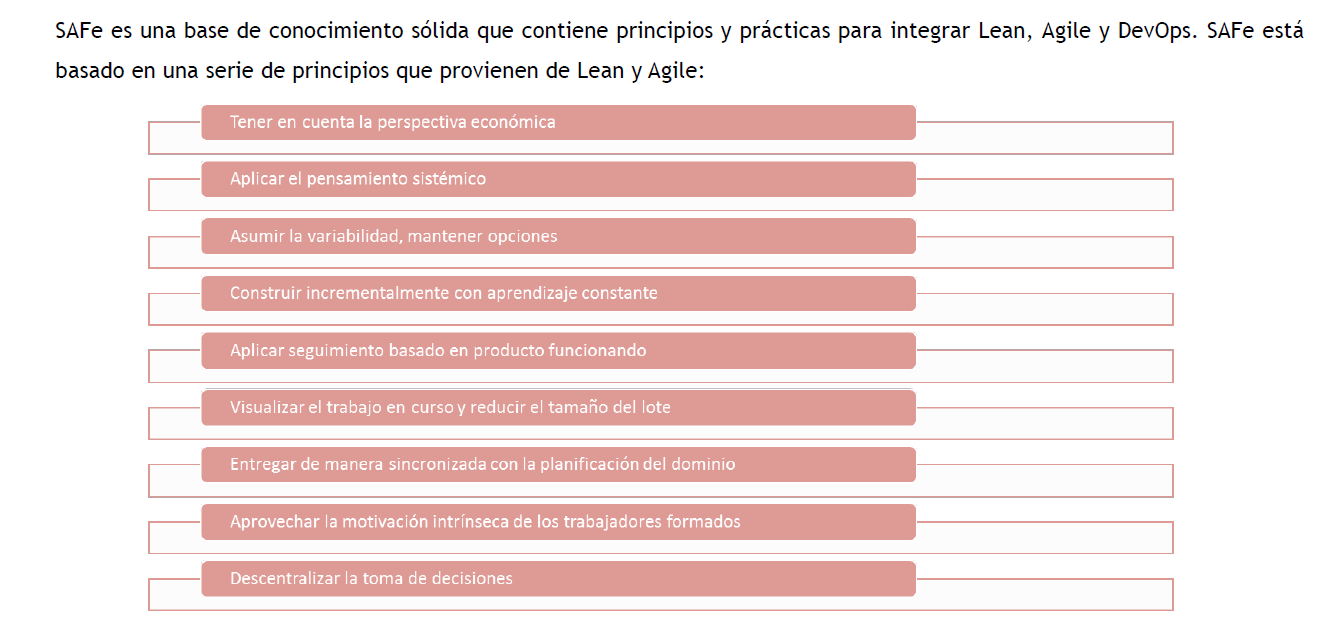 SAFe es una base de conocimiento sólida que contiene principios y prácticas para integrar Lean, Agile y DevOps. SAFe está
basado en una serie de principios que provienen de Lean y Agile:
Tener en cuenta la perspectiva económica
Aplicar el pensamiento sistémico
Asumir la variabilidad, mantener opciones
Construir incrementalmente con aprendizaje constante
Aplicar seguimiento basado en producto funcionando
Visualizar el trabajo en curso y reducir el tamaño del lote
Entregar de manera sincronizada con la planificación del dominio
Aprovechar la motivación intrínseca de los trabajadores formados
Descentralizar la toma de decisiones